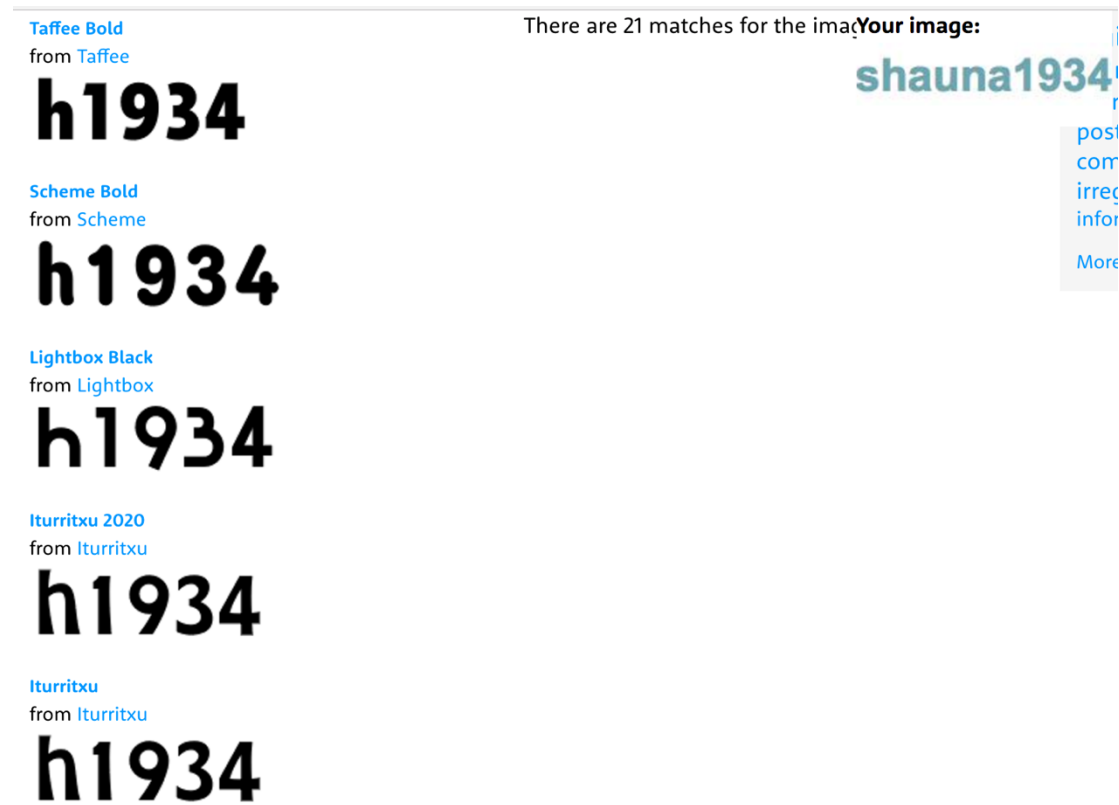 Taffee Bold
from Taffee
h1934
Scheme Bold
from Scheme
h1934
Lightbox Black
from Lightbox
h1934
Iturritxu 2020
from Iturritxu
h1934
Iturritxu
from Iturritxu
h1934
There are 21 matches for the imag
Your image:
shauna1934
post
com
irreg
infor
More